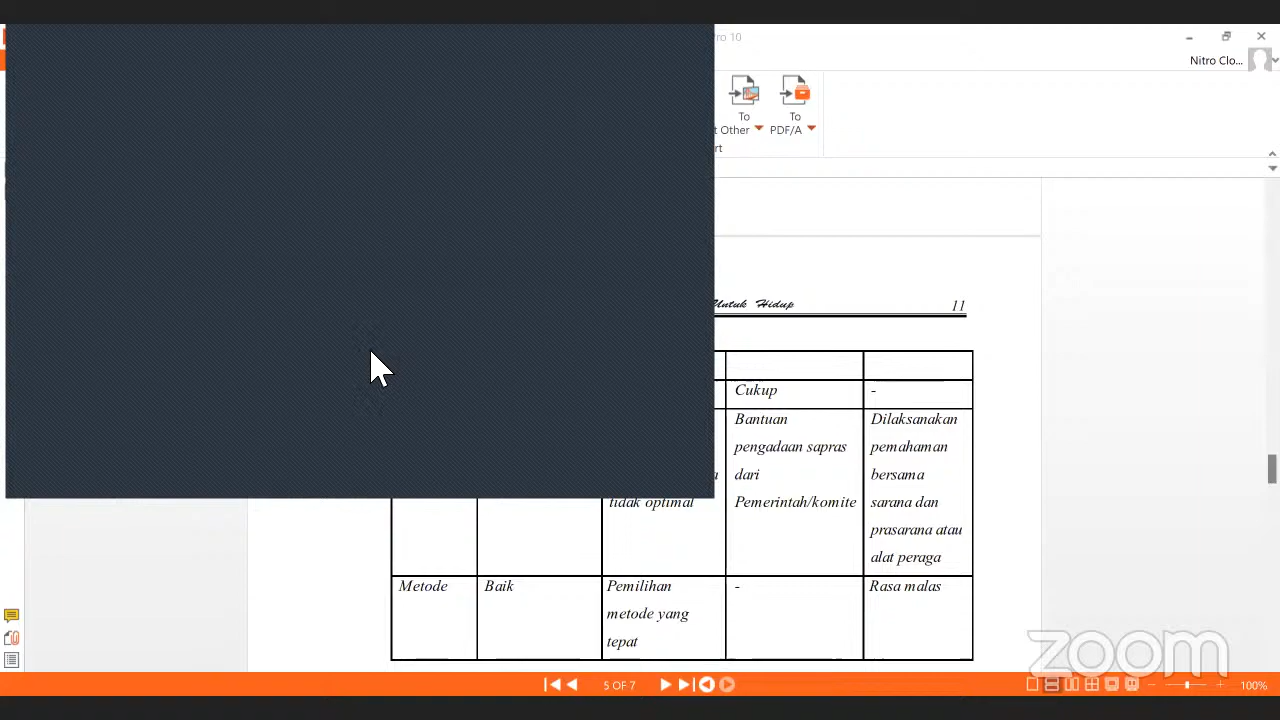 ro 10
Nitro Clo...
To
t Other
To
PDF/A
rt
Untuk Hidup
11
Cukup
-
Bantuan
pengadaan sapras
dari
Pemerintah/komite
Dilaksanakan
pemahaman
bersama
sarana dan
prasarana atau
alat peraga
a
tidak optimal
Metode
Baik
Pemilihan
metode yang
tepat
-
Rasa malas
zoom
5 OF 7
100%